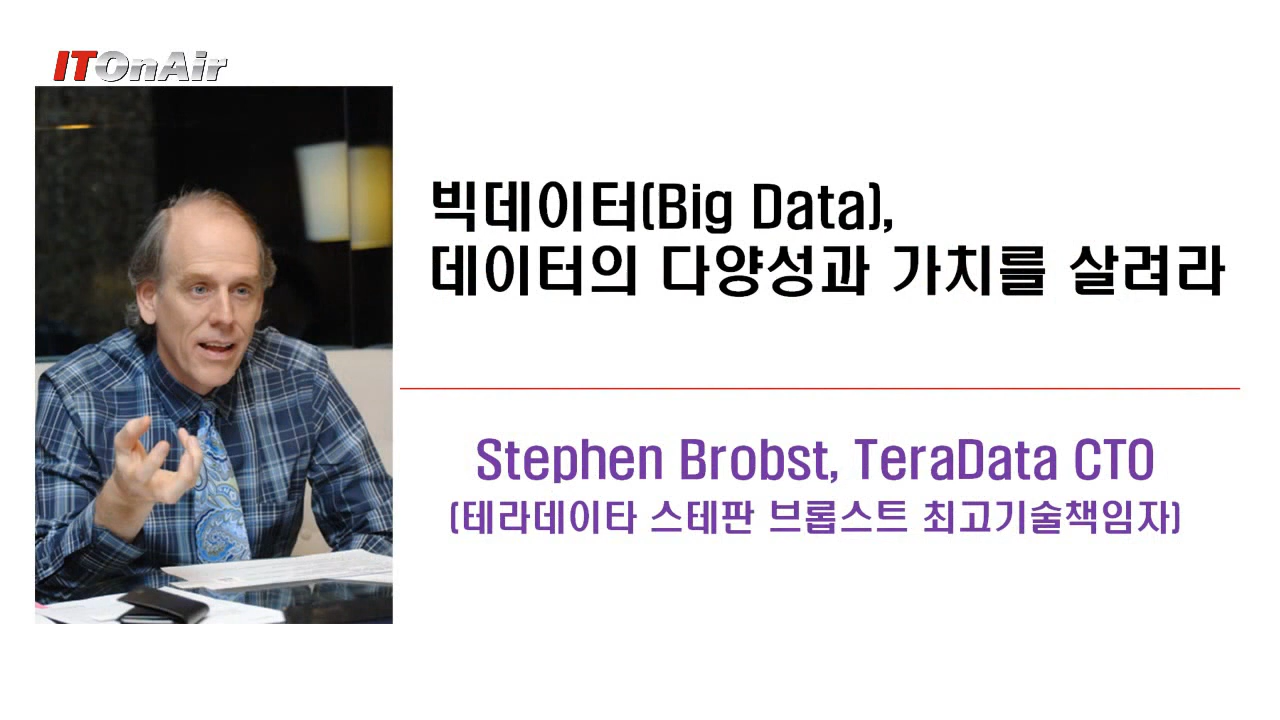 ITOnAir
빅데이터(Big Data),
데이터의 다양성과 가치를 살려라
Stephen Brobst, TeraData CTO
(테라데이타 스테판 브롭스트 최고기술책임자)